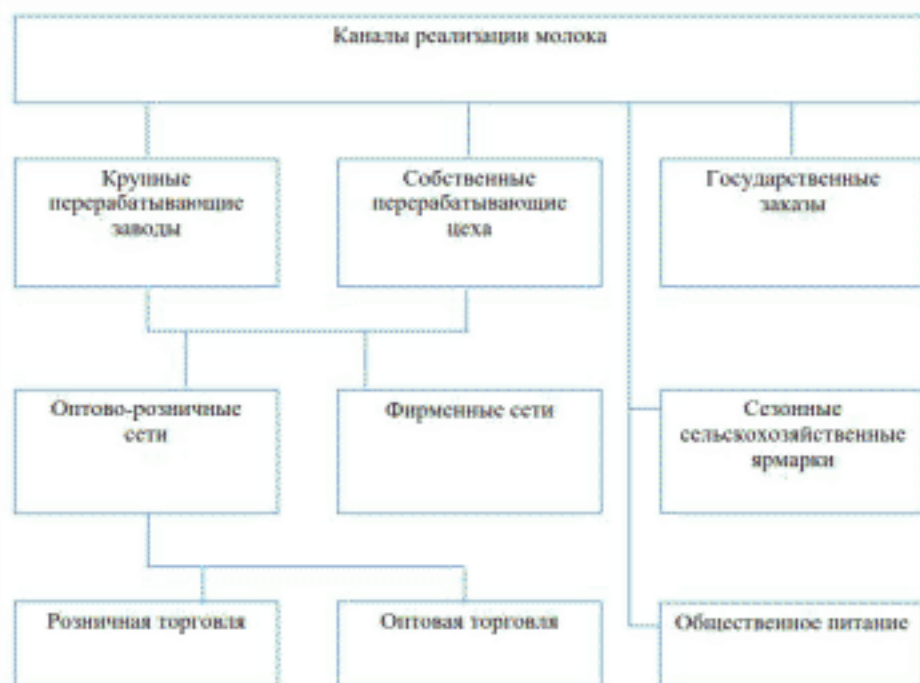 Каналы реализации молока
Крупные
перерабатывающие
заводы
Собственные
перерабатывающие
цеха
Государственные
заказы
Оптово-розничные
сети
Фирменные сети
Сезонные
сельскохозяйственные
ярмарки
Розничная торговля
Оптовая торговля
Общественное питание